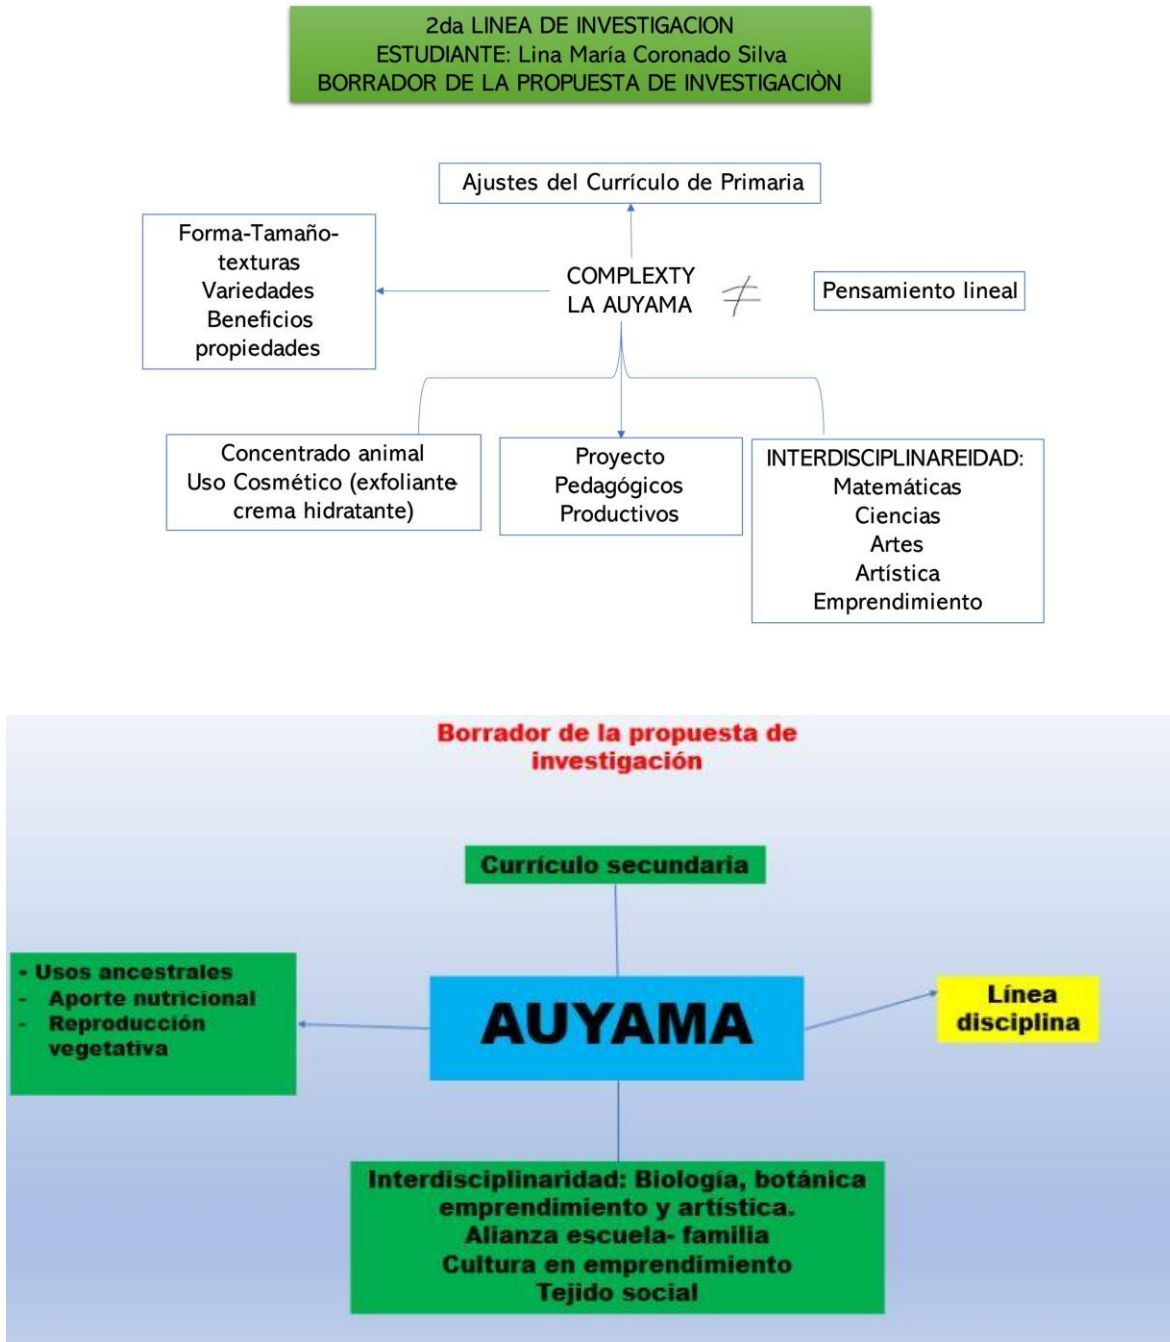 2da LINEA DE INVESTIGACION
ESTUDIANTE: Lina María Coronado Silva
BORRADOR DE LA PROPUESTA DE INVESTIGACIÒN
Ajustes del Currículo de Primaria
Forma-Tamaño-
texturas
Variedades
Beneficios
propiedades
COMPLEXTY
LA AUYAMA
≠
Pensamiento lineal
Concentrado animal
Uso Cosmético (exfoliante-
crema hidratante)
Proyecto
Pedagógicos
Productivos
INTERDISCIPLINAREIDAD:
Matemáticas
Ciencias
Artes
Artística
Emprendimiento
Borrador de la propuesta de
investigación
Currículo secundaria
- Usos ancestrales
- Aporte nutricional
- Reproducción
vegetativa
AUYAMA
Línea
disciplina
Interdisciplinaridad: Biología, botánica
emprendimiento y artística.
Alianza escuela- familia
Cultura en emprendimiento
Tejido social